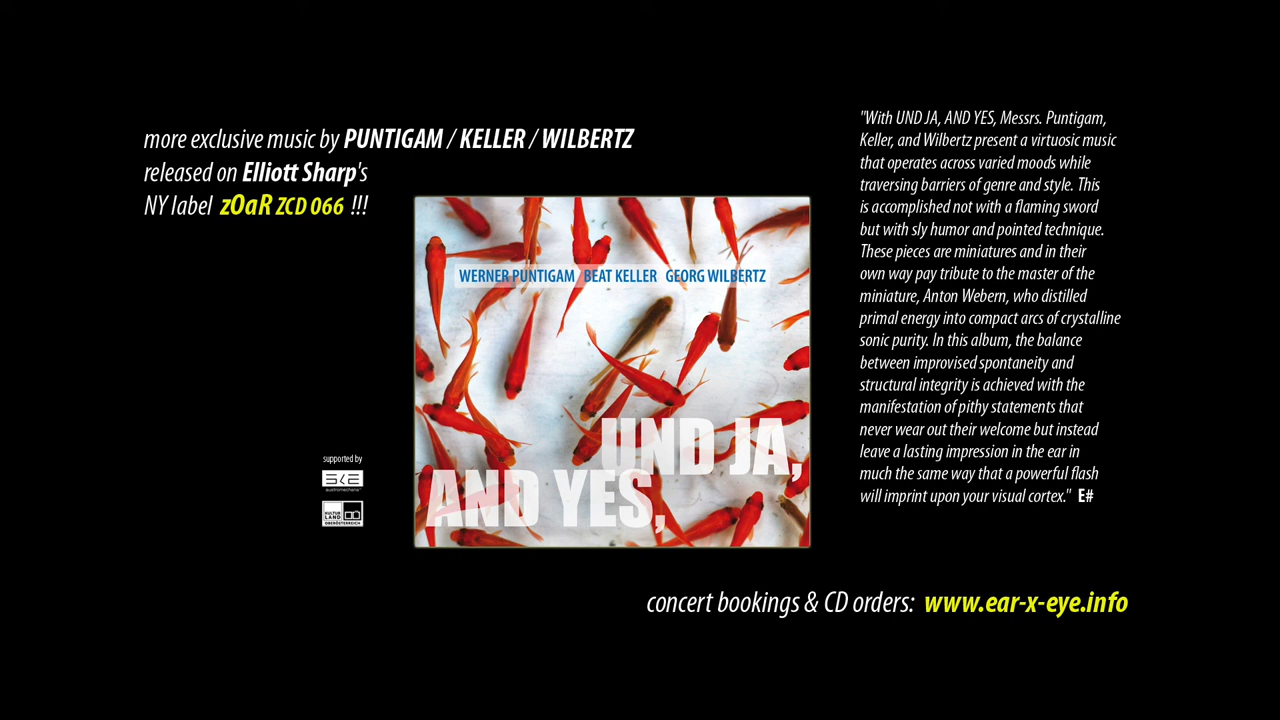 more exclusive music by PUNTIGAM / KELLER / WILBERTZ
released on Elliott Sharp's
NY label zOaR ZCD 066 !!!
WERNER PUNTIGAM BEAT KELLER GEORG WILBERTZ
UND JA,
AND YES,
supported by
SKE
austromechana
KULTUR
LAND
OBERÖSTERREICH
"With UND JA, AND YES, Messrs. Puntigam,
Keller, and Wilbertz present a virtuosic music
that operates across varied moods while
traversing barriers of genre and style. This
is accomplished not with a flaming sword
but with sly humor and pointed technique.
These pieces are miniatures and in their
own way pay tribute to the master of the
miniature, Anton Webern, who distilled
primal energy into compact arcs of crystalline
sonic purity. In this album, the balance
between improvised spontaneity and
structural integrity is achieved with the
manifestation of pithy statements that
never wear out their welcome but instead
leave a lasting impression in the ear in
much the same way that a powerful flash
will imprint upon your visual cortex." E#
concert bookings & CD orders: www.ear-x-eye.info